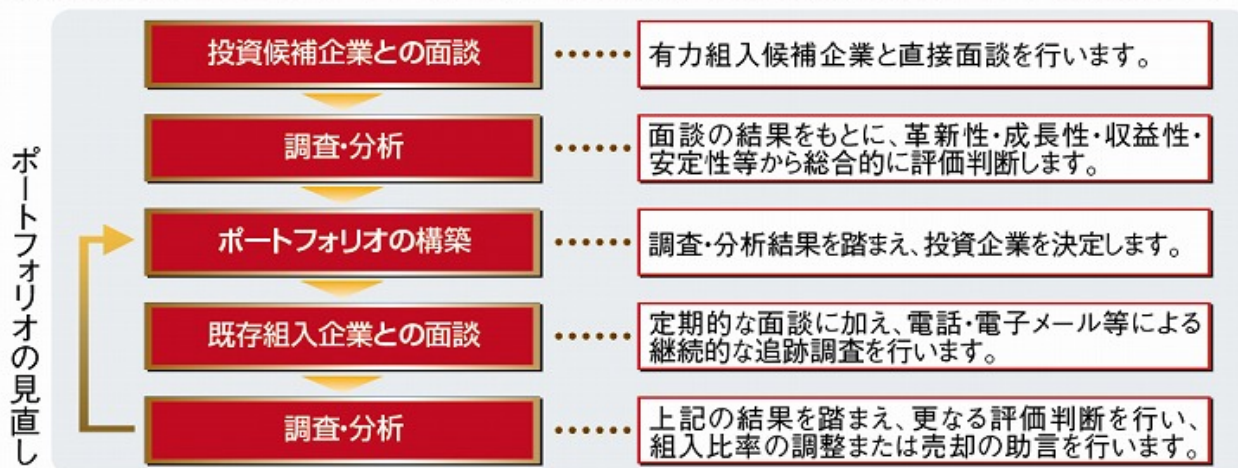 投資候補企業との面談
有力組入候補企業と直接面談を行います。
調査・分析
面談の結果をもとに、革新性・成長性・収益性・
安定性等から総合的に評価判断します。
ポートフォリオの構築
調査・分析結果を踏まえ、投資企業を決定します。
既存組入企業との面談
定期的な面談に加え、電話・電子メール等による
継続的な追跡調査を行います。
調査・分析
上記の結果を踏まえ、更なる評価判断を行い、
組入比率の調整または売却の助言を行います。
ポートフォリオの見直し